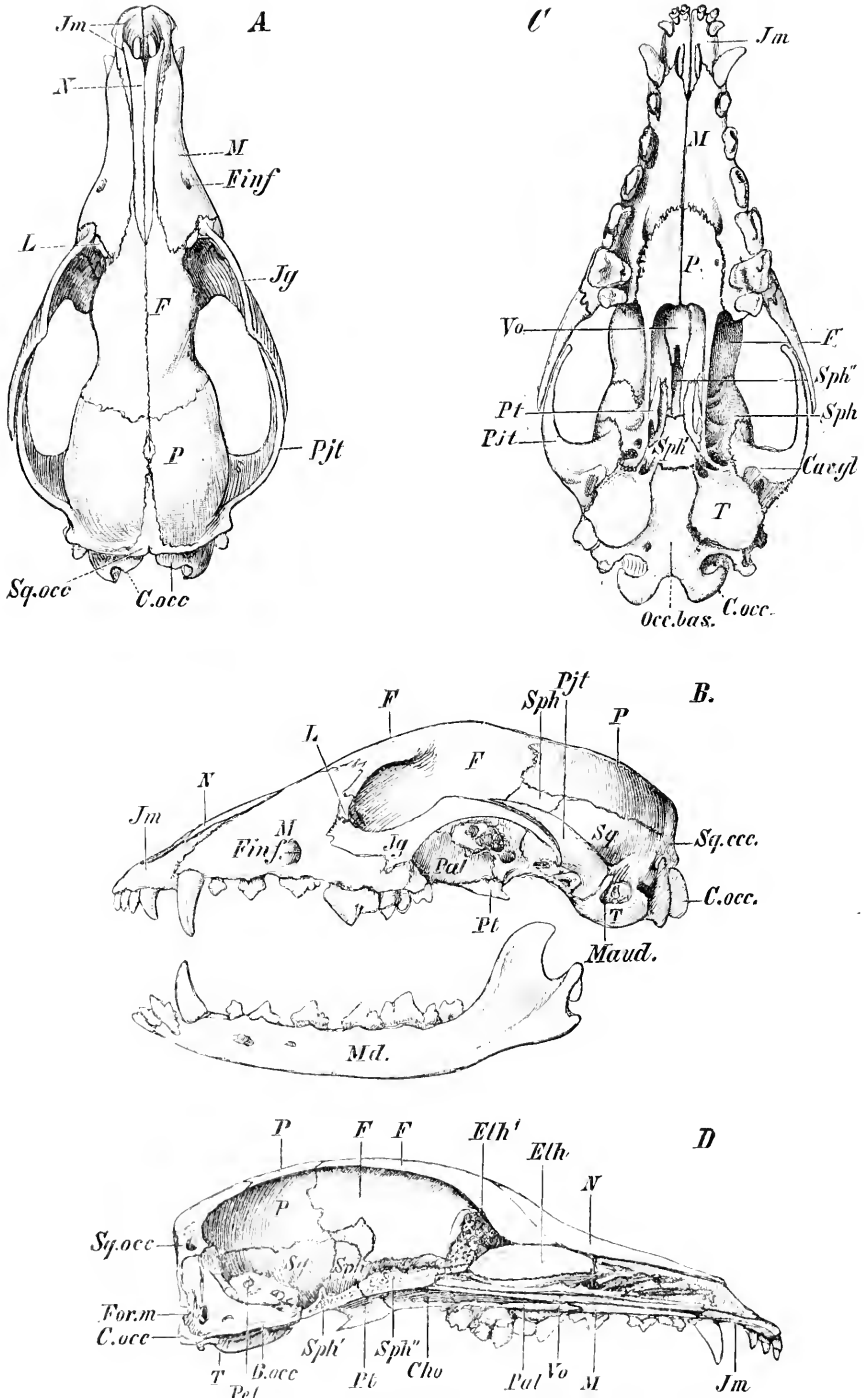 A
Jm
N
M
Finf
L
Jg
F
P
Pjt
Sq.occ
C.occ
C
Jm
M
P.
Vo
F
Sph"
Pt
Sph
Pjt
Sph'
Cav.gl
T
Occ.bas.
C.occ.
B.
F
Sph
Pjt
P
L
N
F
Jm
M
Finf.
Jg
Sq
Sq.occ.
Pal
C.occ.
Pt
T
Maud.
Md.
D
P
F
F
Eth'
Eth
N
P
F
Sq.occ
Sq
Sph
M
For.m
C.occ
T
Pet
B.occ
Sph'
Pt
Sph"
Cho
Pal
Vo
M
Jm